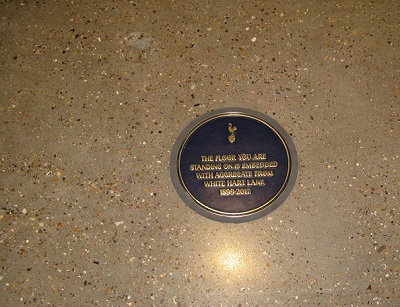 THE FLOOR YOU ARE
STANDING ON IS EMBEDDED
WITH AGGREGATE FROM
WHITE HART LANE
1899-2017